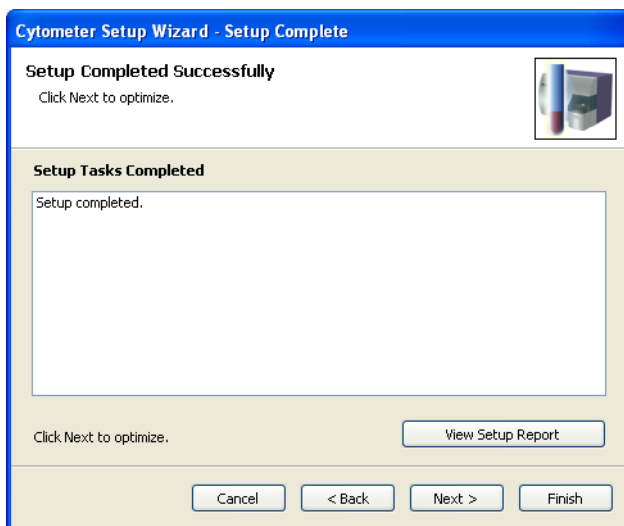 Cytometer Setup Wizard - Setup Complete
Setup Completed Successfully
Click Next to optimize.
Setup Tasks Completed
Setup completed.
Click Next to optimize.
View Setup Report
Cancel
< Back
Next >
Finish